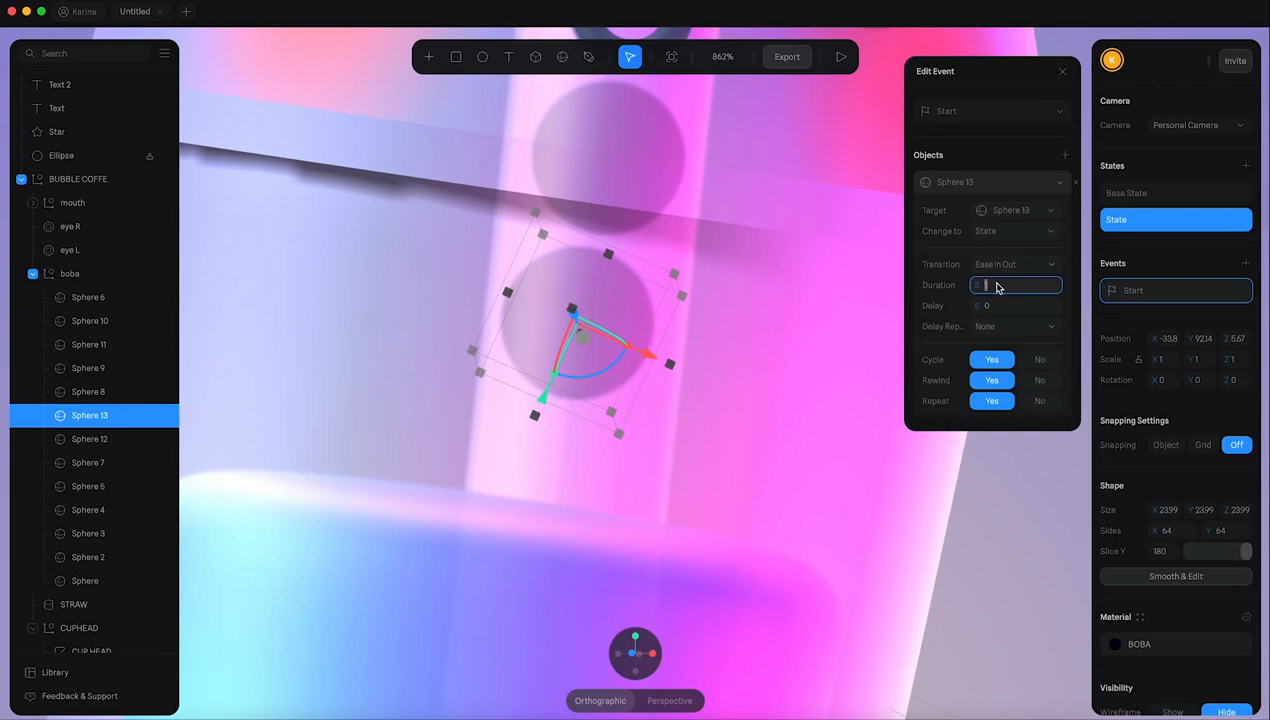 Karina
Untitled
Search
Text 2
Text
Star
Ellipse
BUBBLE COFFE
mouth
eye R
eye L
boba
Sphere 6
Sphere 10
Sphere 11
Sphere 9
Sphere 8
Sphere 13
Sphere 12
Sphere 7
Sphere 5
Sphere 4
Sphere 3
Sphere 2
Sphere
STRAW
CUPHEAD
CUP HEAD
Library
Feedback & Support
T
862%
Export
Orthographic
Perspective
Edit Event
Start
Objects
Sphere 13
Target Sphere 13
Change to State
Transition Ease In Out
Duration S 1
Delay S 0
Delay Rep... None
Cycle Yes No
Rewind Yes No
Repeat Yes No
K
Invite
Camera
Camera Personal Camera
States
Base State
State
Events
Start
Position X -33.8 Y 92.14 Z 5.67
Scale X 1 Y 1 Z 1
Rotation X 0 Y 0 Z 0
Snapping Settings
Snapping Object Grid Off
Shape
Size X 23.99 Y 23.99 Z 23.99
Sides X 64 Y 64
Slice Y 180
Smooth & Edit
Material
BOBA
Visibility
Wireframe Show Hide